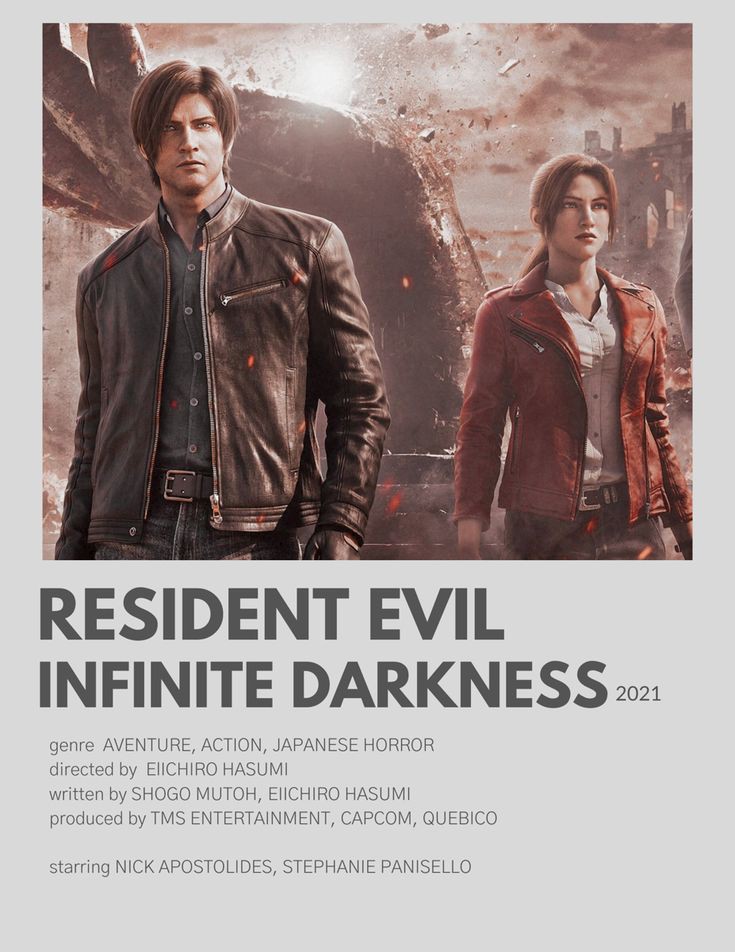 RESIDENT EVIL
INFINITE DARKNESS 2021
genre AVENTURE, ACTION, JAPANESE HORROR
directed by EIICHIRO HASUMI
written by SHOGO MUTOH, EIICHIRO HASUMI
produced by TMS ENTERTAINMENT, CAPCOM, QUEBICO
starring NICK APOSTOLIDES, STEPHANIE PANISELLO